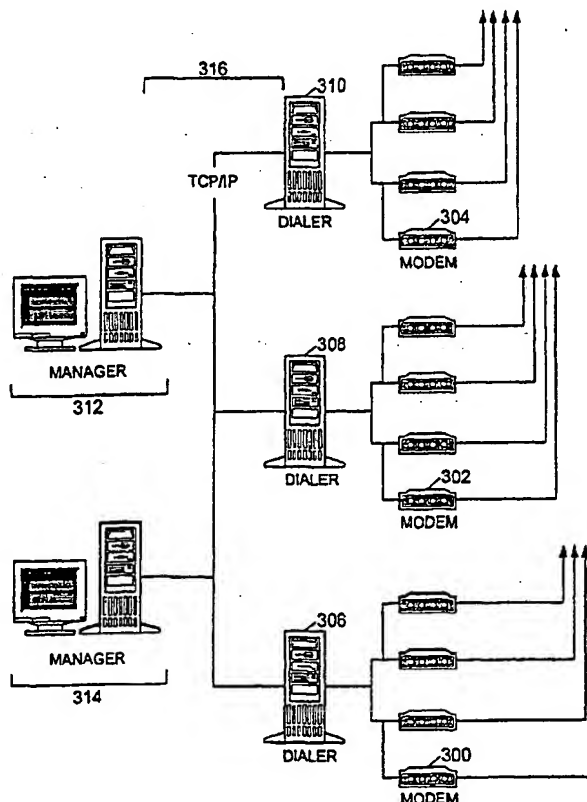 316
310
TCP/IP
DIALER
304
MODEM
308
MANAGER
312
DIALER
302
MODEM
306
MANAGER
314
DIALER
300
MODEM